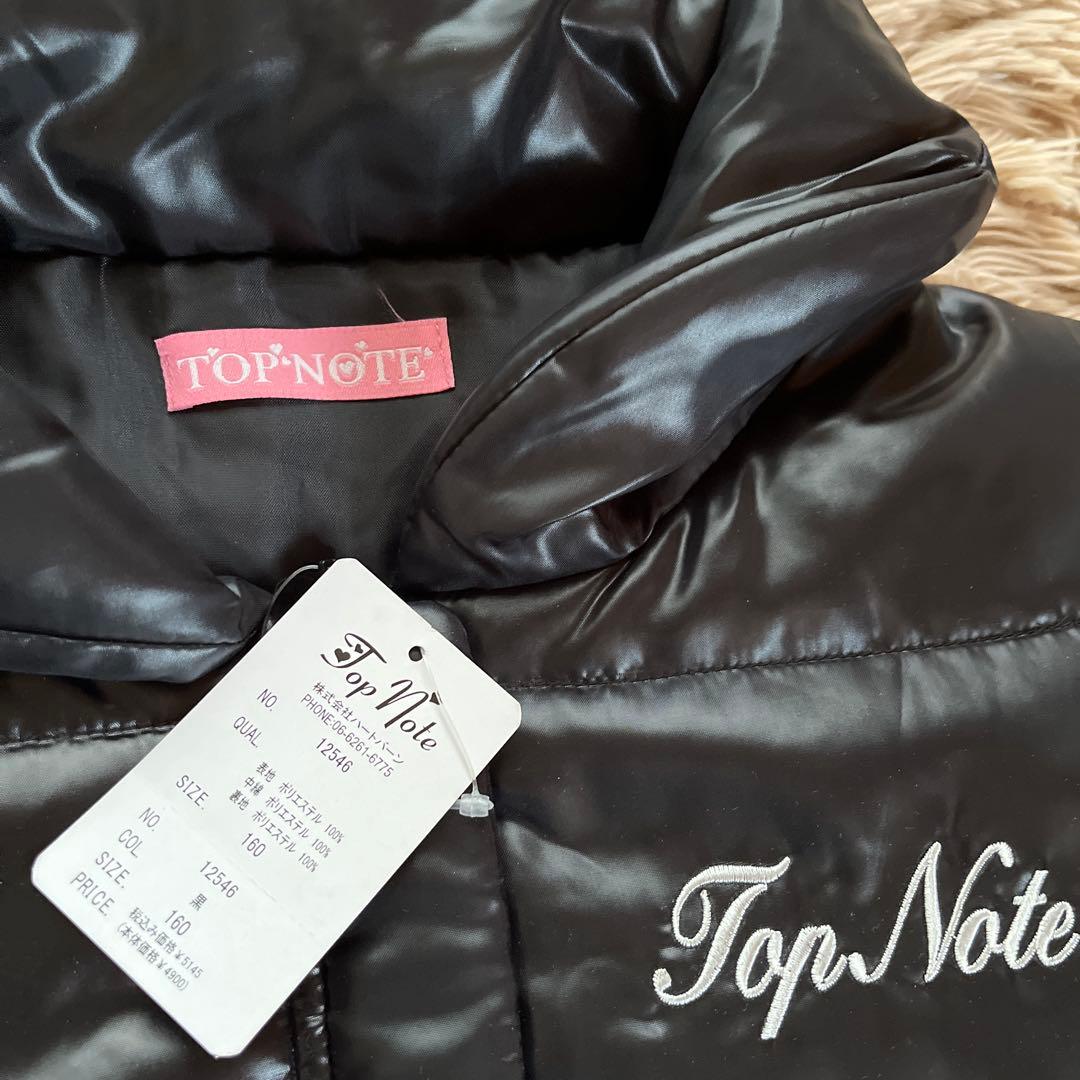 TOP NOTE
Top Note
株式会社ハートバーン
PHONE:06-6261-6775
NO. 12546
QUAL.
表地 ポリエステル 100%
中綿 ポリエステル 100%
裏地 ポリエステル 100%
SIZE. 160
NO. 12546
COL 黒
SIZE. 160
PRICE. 税込み価格￥5145
(本体価格￥4900)
Top Note